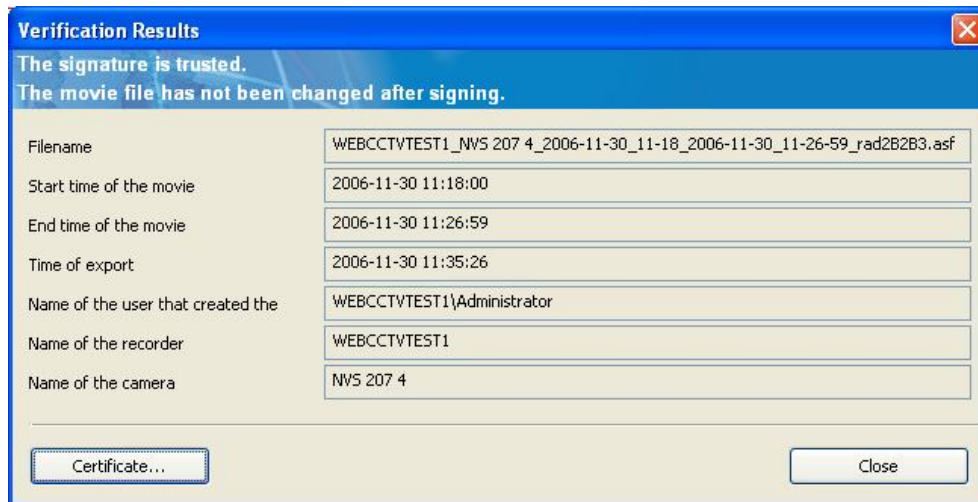 Verification Results
The signature is trusted.
The movie file has not been changed after signing.
Filename WEBCCTVTEST1_NVS 207 4_2006-11-30_11-18_2006-11-30_11-26-59_rad2B2B3.asf
Start time of the movie 2006-11-30 11:18:00
End time of the movie 2006-11-30 11:26:59
Time of export 2006-11-30 11:35:26
Name of the user that created the WEBCCTVTEST1\Administrator
Name of the recorder WEBCCTVTEST1
Name of the camera NVS 207 4
Certificate... Close